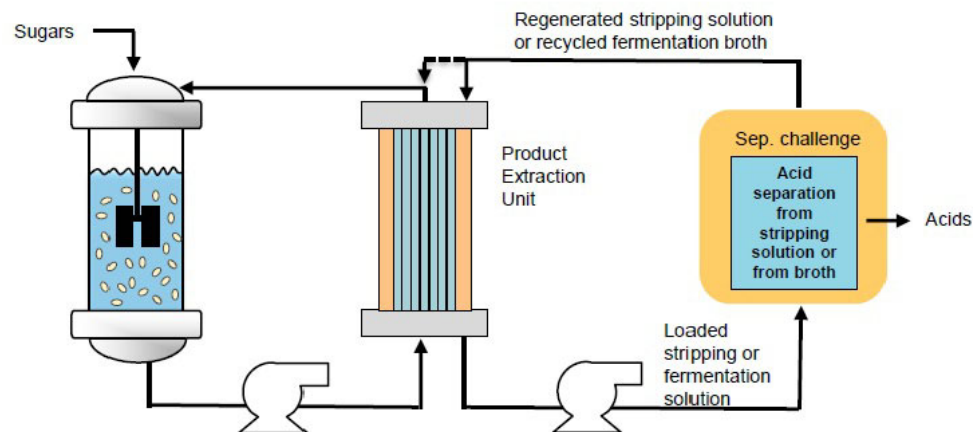 Sugars
Regenerated stripping solution
or recycled fermentation broth
Product
Extraction
Unit
Sep. challenge
Acid
separation
from
stripping
solution or
from broth
Acids
Loaded
stripping or
fermentation
solution